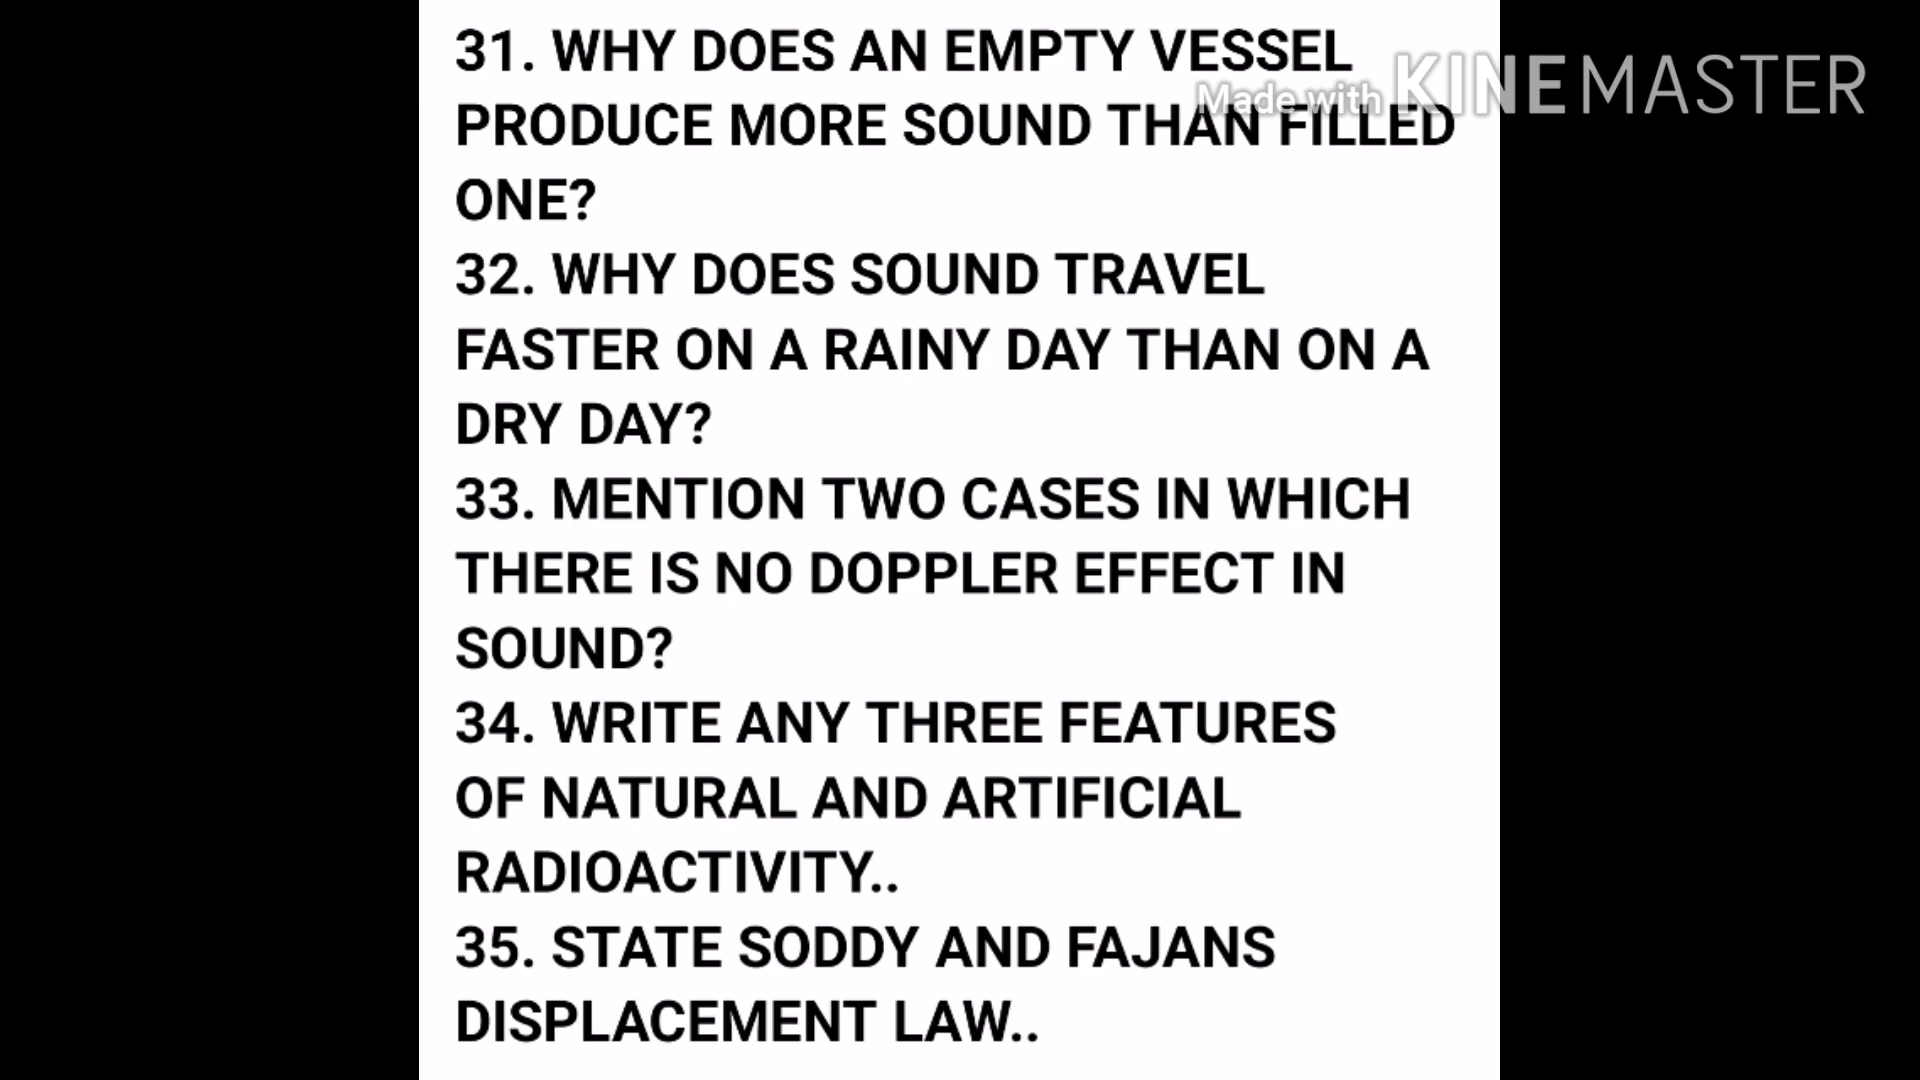 31. WHY DOES AN EMPTY VESSEL
PRODUCE MORE SOUND THAN FILLED
ONE?
32. WHY DOES SOUND TRAVEL
FASTER ON A RAINY DAY THAN ON A
DRY DAY?
33. MENTION TWO CASES IN WHICH
THERE IS NO DOPPLER EFFECT IN
SOUND?
34. WRITE ANY THREE FEATURES
OF NATURAL AND ARTIFICIAL
RADIOACTIVITY..
35. STATE SODDY AND FAJANS
DISPLACEMENT LAW..
Made with KINEMASTER